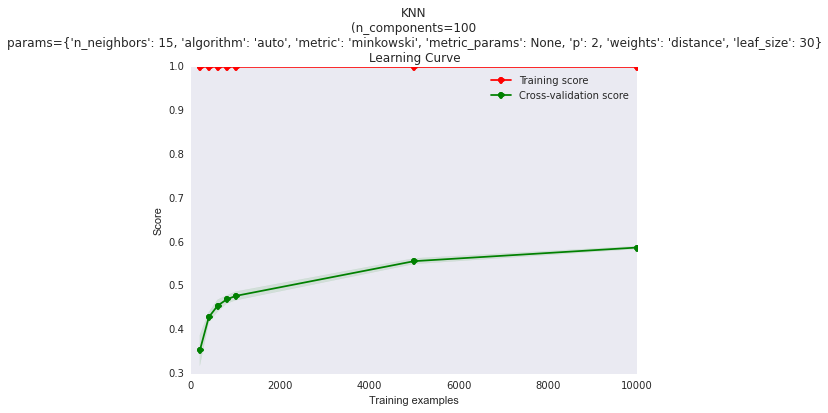 KNN
(n_components=100
params={'n_neighbors': 15, 'algorithm': 'auto', 'metric': 'minkowski', 'metric_params': None, 'p': 2, 'weights': 'distance', 'leaf_size': 30}
Learning Curve
1.0
0.9
0.8
0.7
0.6
0.5
0.4
0.3
Score
Training score
Cross-validation score
0
2000
4000
6000
8000
10000
Training examples